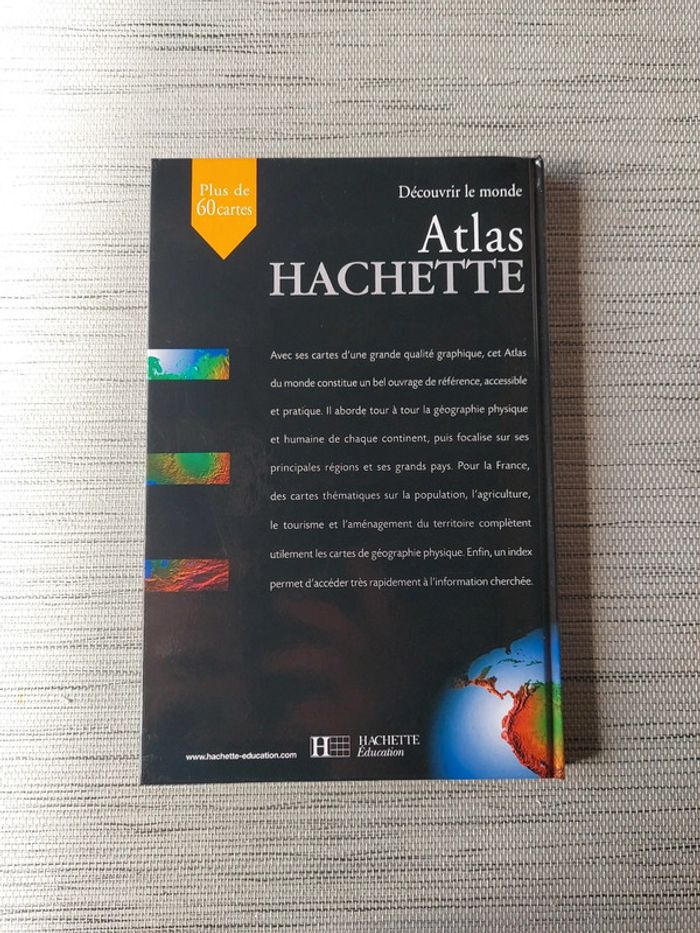 Plus de
60 cartes
Découvrir le monde
Atlas
HACHETTE
Avec ses cartes d'une grande qualité graphique, cet Atlas
du monde constitue un bel ouvrage de référence, accessible
et pratique. Il aborde tour à tour la géographie physique
et humaine de chaque continent, puis focalise sur ses
principales régions et ses grands pays. Pour la France,
des cartes thématiques sur la population, l'agriculture,
le tourisme et l'aménagement du territoire complètent
utilement les cartes de géographie physique. Enfin, un index
permet d'accéder très rapidement à l'information cherchée.
www.hachette-education.com
H
HACHETTE
Éducation